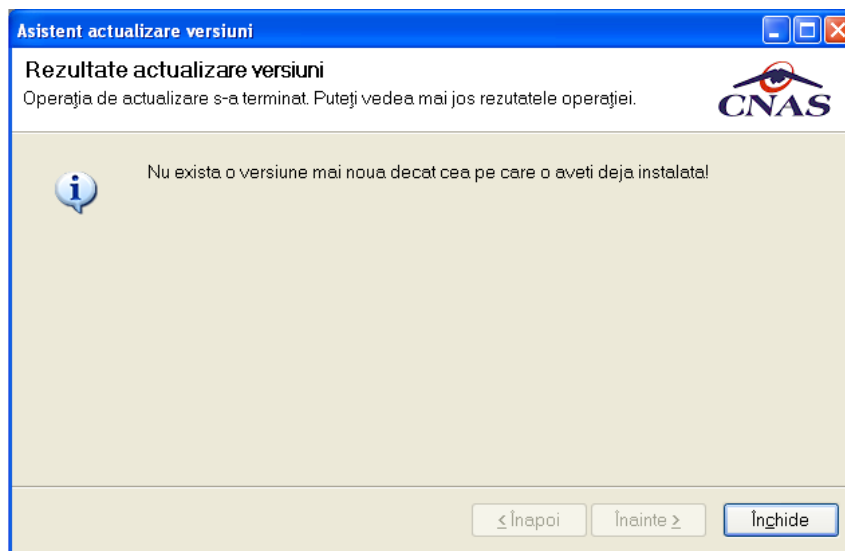 Asistent actualizare versiuni
Rezultate actualizare versiuni
Operaţia de actualizare s-a terminat. Puteţi vedea mai jos rezutatele operaţiei.
CNAS
Nu exista o versiune mai noua decat cea pe care o aveti deja instalata!
< Înapoi
Înainte >
Închide